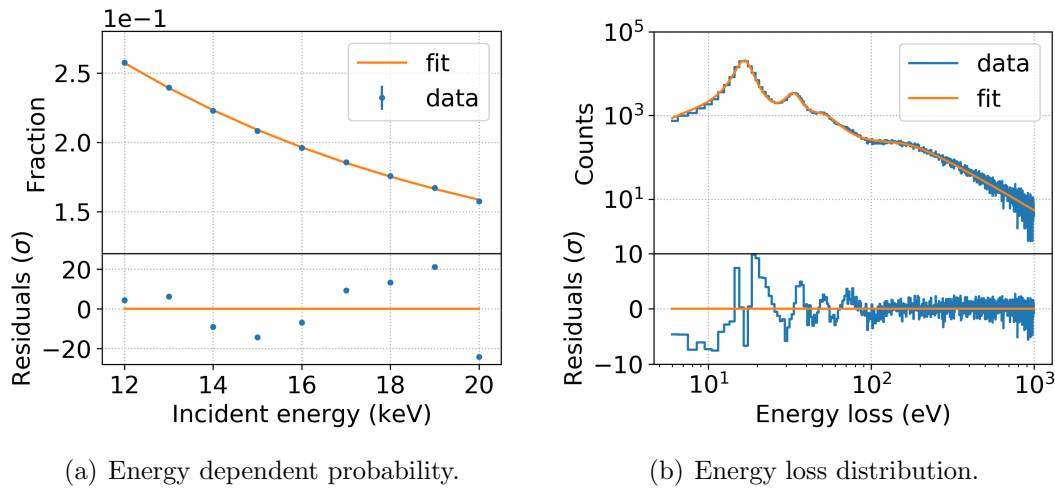 1e−1
Fraction
2.5
2.0
1.5
fit
data
Residuals (σ)
20
0
−20
12 14 16 18 20
Incident energy (keV)
(a) Energy dependent probability.
Counts
10^5
10^3
10^1
data
fit
Residuals (σ)
10
0
−10
10^1 10^2 10^3
Energy loss (eV)
(b) Energy loss distribution.